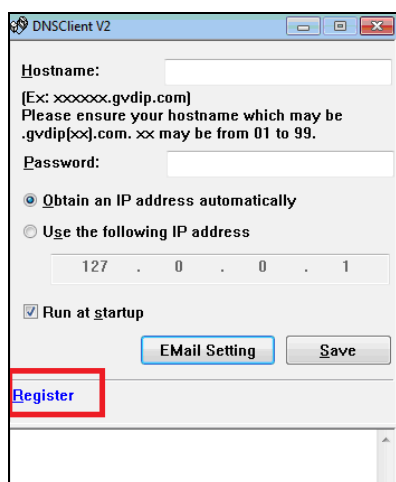 DNSClient V2
Hostname:
(Ex: xxxxxx.gvdip.com)
Please ensure your hostname which may be
.gvdip(xx).com. xx may be from 01 to 99.
Password:
Obtain an IP address automatically
Use the following IP address
127 . 0 . 0 . 1
Run at startup
EMail Setting Save
Register